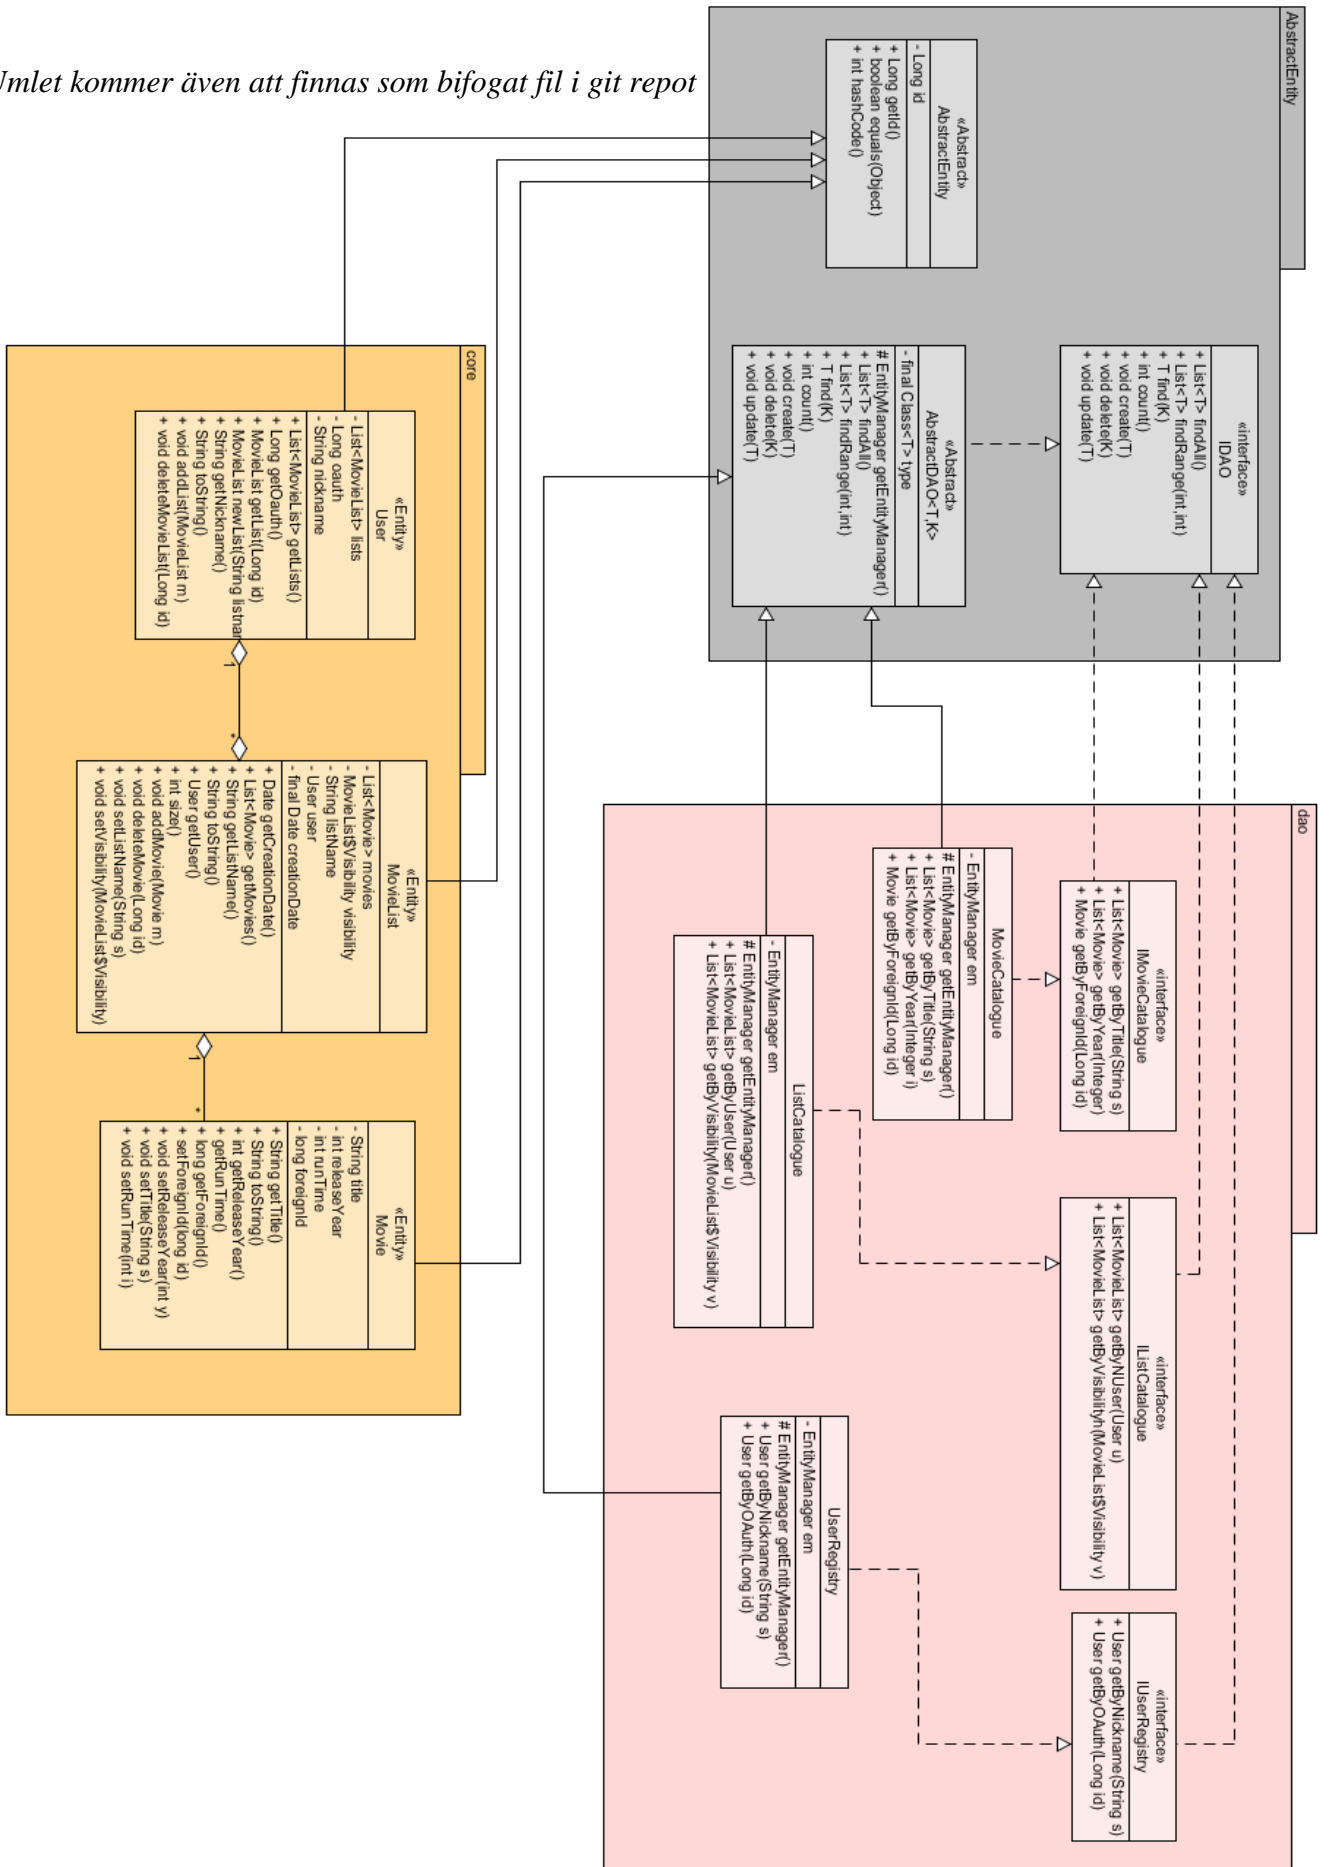 Umlet kommer även att finnas som bifogat fil i git repot
AbstractEntity
«Abstract»
AbstractEntity
- Long id
+ Long getId()
+ boolean equals(Object)
+ int hashCode()
«interface»
IDAO
+ List<T> findAll()
+ List<T> findRange(int,int)
+ T find(K)
+ int count()
+ void create(T)
+ void delete(K)
+ void update(T)
«Abstract»
AbstractDAO<T,K>
- final Class<T> type
# EntityManager getEntityManager()
+ List<T> findAll()
+ List<T> findRange(int,int)
+ T find(K)
+ int count()
+ void create(T)
+ void delete(K)
+ void update(T)
core
«Entity»
User
- List<MovieList> lists
- Long oauth
- String nickname
+ List<MovieList> getLists()
+ Long getOauth()
+ MovieList getList(Long id)
+ MovieList newList(String listnar
+ String getNickname()
+ String toString()
+ void addList(MovieList m)
+ void deleteMovieList(Long id)
1
*
«Entity»
MovieList
- List<Movie> movies
- MovieList$Visibility visibility
- String listName
- User user
- final Date creationDate
+ Date getCreationDate()
+ List<Movie> getMovies()
+ String getListName()
+ String toString()
+ User getUser()
+ int size()
+ void addMovie(Movie m)
+ void deleteMovie(Long id)
+ void setListName(String s)
+ void setVisibility(MovieList$Visibility)
1
*
«Entity»
Movie
- String title
- int releaseYear
- int runTime
- long foreignId
+ String getTitle()
+ String toString()
+ int getReleaseYear()
+ getRunTime()
+ long getForeignId()
+ setForeignId(long id)
+ void setReleaseYear(int y)
+ void setTitle(String s)
+ void setRunTime(int i)
dao
«interface»
IMovieCatalogue
+ List<Movie> getByTitle(String s)
+ List<Movie> getByYear(Integer)
+ Movie getByForeignId(Long id)
MovieCatalogue
- EntityManager em
# EntityManager getEntityManager()
+ List<Movie> getByTitle(String s)
+ List<Movie> getByYear(Integer i)
+ Movie getByForeignId(Long id)
ListCatalogue
- EntityManager em
# EntityManager getEntityManager()
+ List<MovieList> getByUser(User u)
+ List<MovieList> getByVisibility(MovieList$Visibility v)
«interface»
IListCatalogue
+ List<MovieList> getByNUser(User u)
+ List<MovieList> getByVisibilityh(MovieList$Visibility v)
UserRegistry
- EntityManager em
# EntityManager getEntityManager()
+ User getByNickname(String s)
+ User getByOAuth(Long id)
«interface»
IUserRegistry
+ User getByNickname(String s)
+ User getByOAuth(Long id)